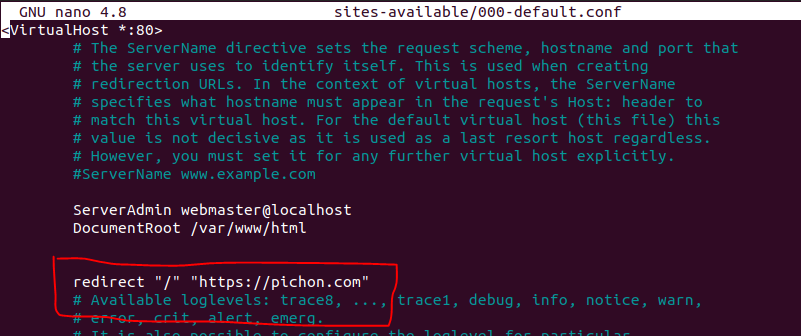 GNU nano 4.8 sites-available/000-default.conf
<VirtualHost *:80>
# The ServerName directive sets the request scheme, hostname and port that
# the server uses to identify itself. This is used when creating
# redirection URLs. In the context of virtual hosts, the ServerName
# specifies what hostname must appear in the request's Host: header to
# match this virtual host. For the default virtual host (this file) this
# value is not decisive as it is used as a last resort host regardless.
# However, you must set it for any further virtual host explicitly.
#ServerName www.example.com
ServerAdmin webmaster@localhost
DocumentRoot /var/www/html
redirect "/" "https://pichon.com"
# Available loglevels: trace8, ..., trace1, debug, info, notice, warn,
# error, crit, alert, emerg.
# It is also possible to configure the loglevel for particular